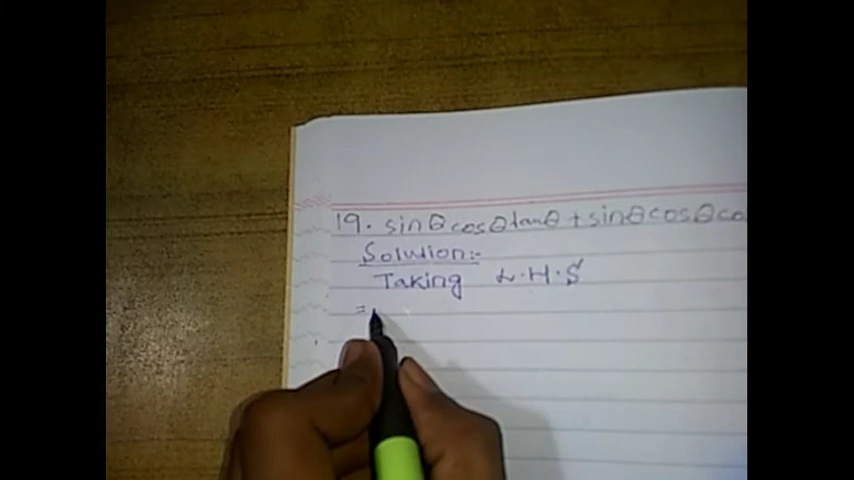 19. sinθcosθtanθ + sinθcosθco
Solution:-
Taking L.H.S
=